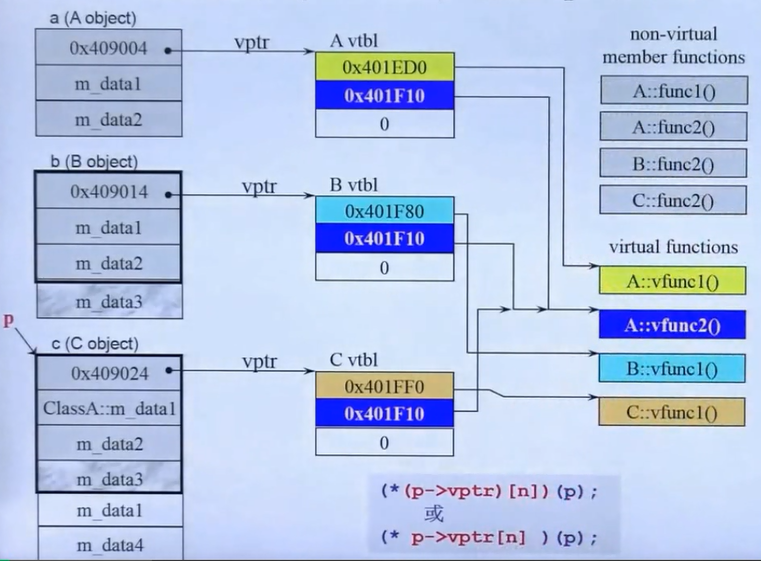 a (A object)
0x409004
m_data1
m_data2
vptr
A vtbl
0x401ED0
0x401F10
0
b (B object)
0x409014
m_data1
m_data2
m_data3
vptr
B vtbl
0x401F80
0x401F10
0
p
c (C object)
0x409024
ClassA::m_data1
m_data2
m_data3
m_data1
m_data4
vptr
C vtbl
0x401FF0
0x401F10
0
non-virtual
member functions
A::func1()
A::func2()
B::func2()
C::func2()
virtual functions
A::vfunc1()
A::vfunc2()
B::vfunc1()
C::vfunc1()
(*(p->vptr)[n])(p);
或
(* p->vptr[n] )(p);